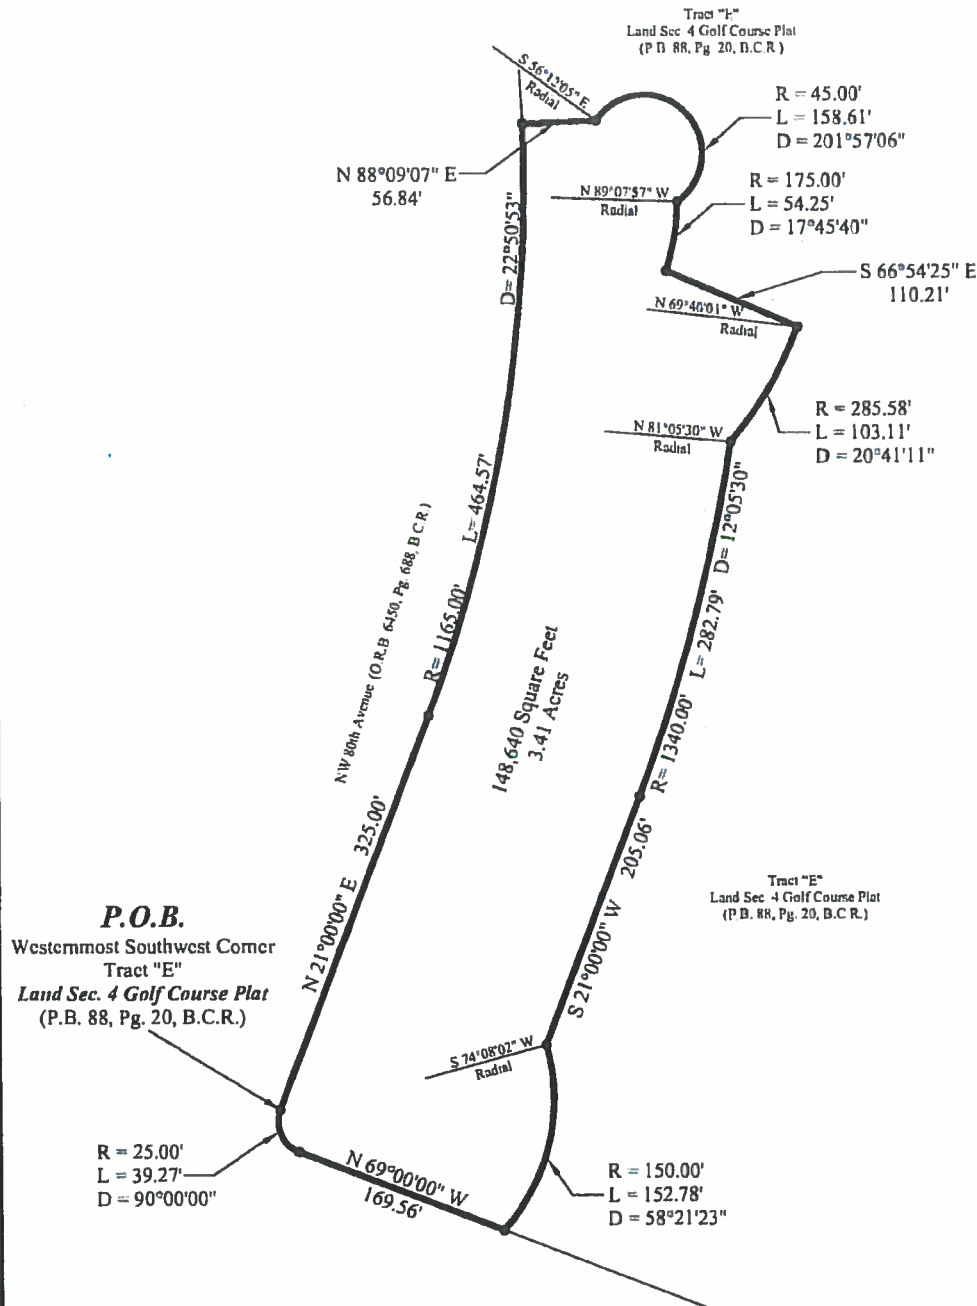 Tract "E"
Land Sec 4 Golf Course Plat
(P B 88, Pg 20, B.C.R.)
S 56°12'05" E
Radial
R = 45.00'
L = 158.61'
D = 201°57'06"
N 88°09'07" E
56.84'
R = 175.00'
L = 54.25'
D = 17°45'40"
N 89°07'57" W
Radial
D= 22°50'53"
S 66°54'25" E
110.21'
N 69°40'01" W
Radial
R = 285.58'
L = 103.11'
D = 20°41'11"
N 81°05'30" W
Radial
D= 12°05'30"
L= 464.57'
R= 1165.00'
NW 80th Avenue (O.R.B 6450, Pg. 688, B.C.R.)
L= 282.79'
R= 1340.00'
148,640 Square Feet
3.41 Acres
N 21°00'00" E 325.00'
S 21°00'00" W 205.06'
Tract "E"
Land Sec 4 Golf Course Plat
(P.B. 88, Pg. 20, B.C.R.)
P.O.B.
Westernmost Southwest Corner
Tract "E"
Land Sec. 4 Golf Course Plat
(P.B. 88, Pg. 20, B.C.R.)
S 74°08'02" W
Radial
R = 25.00'
L = 39.27'
D = 90°00'00"
N 69°00'00" W
169.56'
R = 150.00'
L = 152.78'
D = 58°21'23"